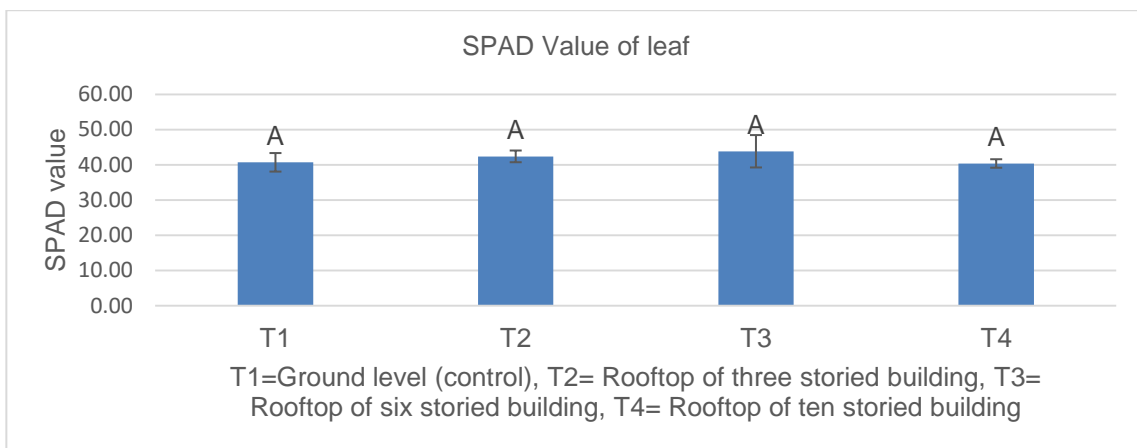 SPAD Value of leaf
60.00
50.00
40.00
30.00
20.00
10.00
0.00
SPAD value
A
A
A
A
T1
T2
T3
T4
T1=Ground level (control), T2= Rooftop of three storied building, T3=
Rooftop of six storied building, T4= Rooftop of ten storied building